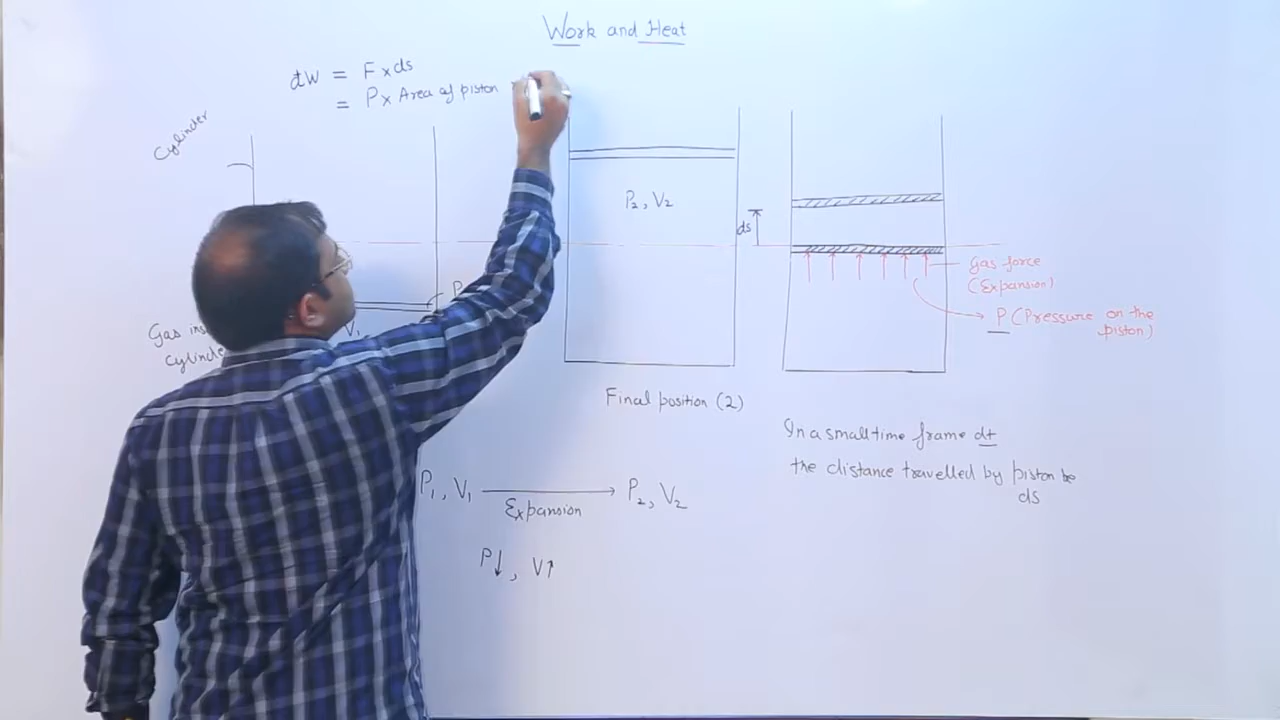 Work and Heat
dW = F x ds
= P x Area of piston
Cylinder
P₂, V₂
ds
Gas force
(Expansion)
P (Pressure on the
piston)
Gas
V₁
P
Cylinde
Final position (2)
In a small time frame dt
the distance travelled by piston be
ds
P₁, V₁ → P₂, V₂
Expansion
P↓, V↑